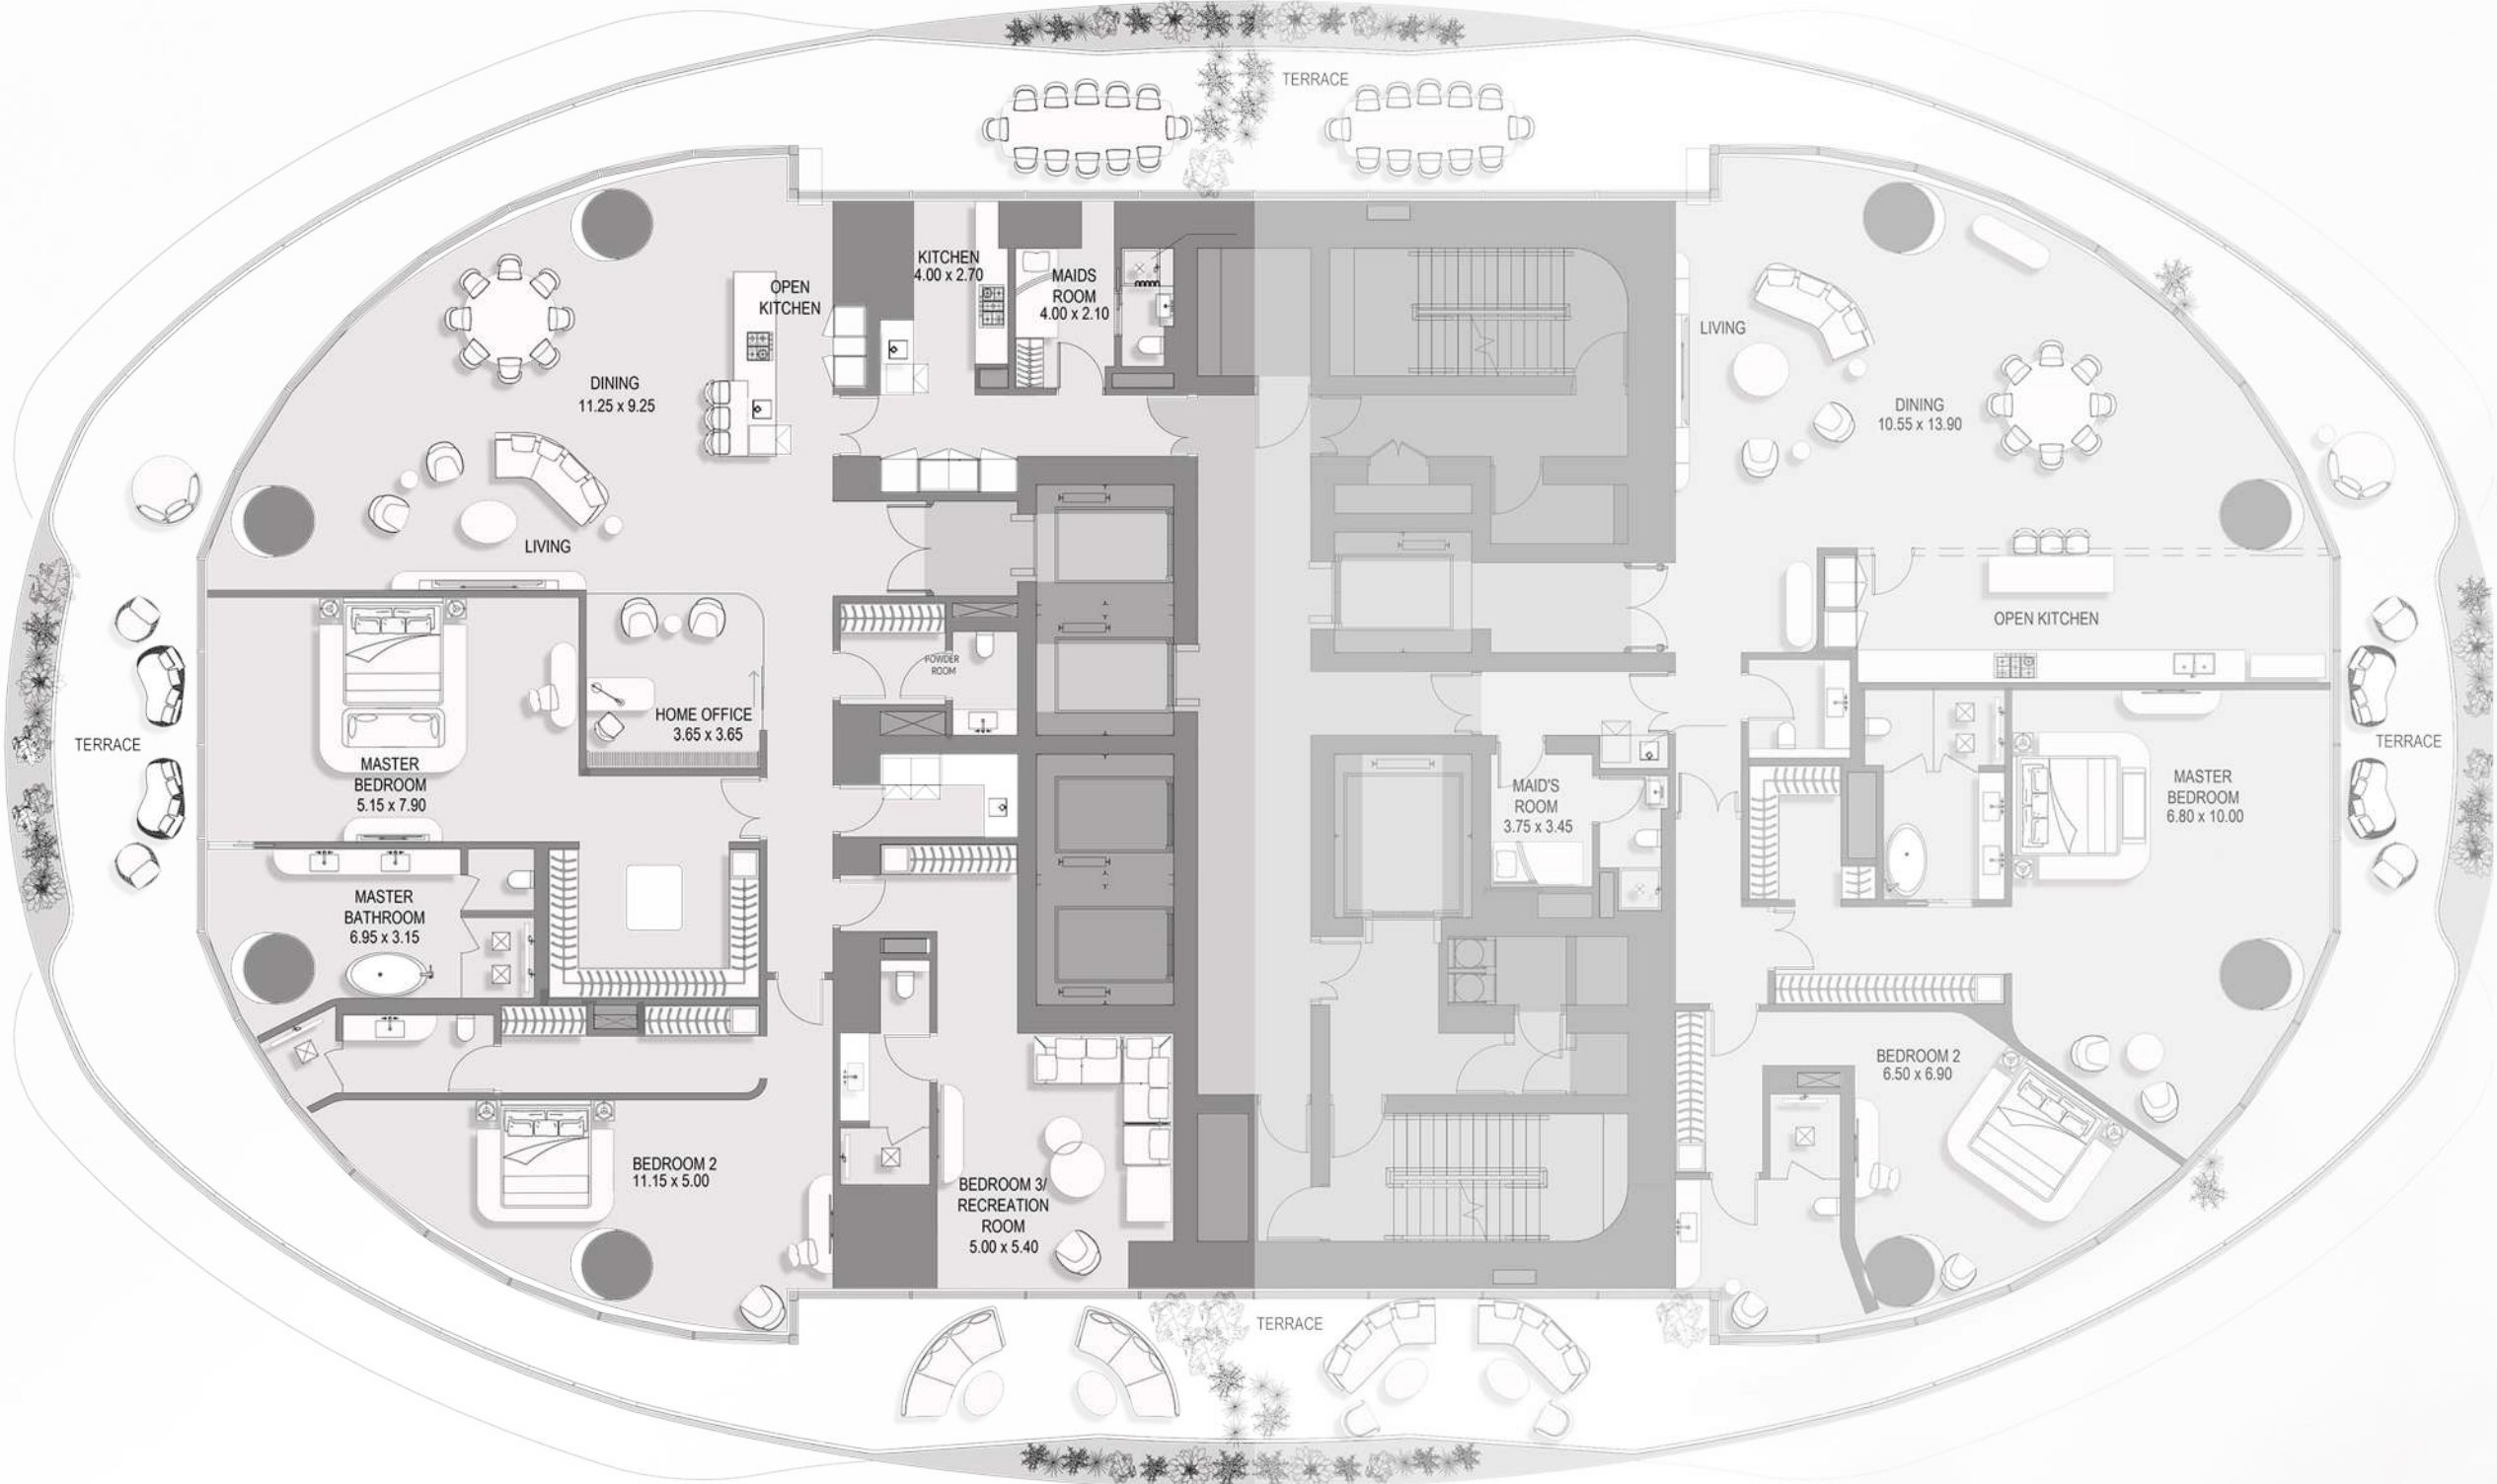 TERRACE
KITCHEN
4.00 x 2.70
MAIDS
ROOM
4.00 x 2.10
OPEN
KITCHEN
DINING
11.25 x 9.25
LIVING
LIVING
DINING
10.55 x 13.90
OPEN KITCHEN
POWDER
ROOM
HOME OFFICE
3.65 x 3.65
TERRACE
MASTER
BEDROOM
5.15 x 7.90
MASTER
BATHROOM
6.95 x 3.15
MAID'S
ROOM
3.75 x 3.45
MASTER
BEDROOM
6.80 x 10.00
TERRACE
BEDROOM 2
6.50 x 6.90
BEDROOM 2
11.15 x 5.00
BEDROOM 3/
RECREATION
ROOM
5.00 x 5.40
TERRACE